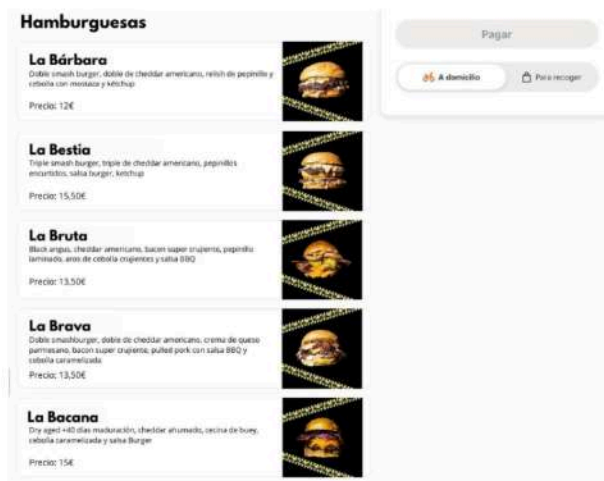 Hamburguesas
Pagar
A domicilio
Para recoger
La Bárbara
Doble smash burger, doble de cheddar americano, relish de pepinillo y
cebolla con mostaza y kétchup
Precio: 12€
La Bestia
Triple smash burger, triple de cheddar americano, pepinillos
encurtidos, salsa burger, ketchup
Precio: 15,50€
La Bruta
Black angus, cheddar americano, bacon super crujiente, pepinillo
laminado, aros de cebolla crujientes y salsa BBQ
Precio: 13,50€
La Brava
Doble smashburger, doble de cheddar americano, crema de queso
parmesano, bacon super crujiente, pulled pork con salsa BBQ y
cebolla caramelizada
Precio: 13,50€
La Bacana
Dry aged +40 días maduración, cheddar ahumado, cecina de buey,
cebolla caramelizada y salsa Burger
Precio: 15€